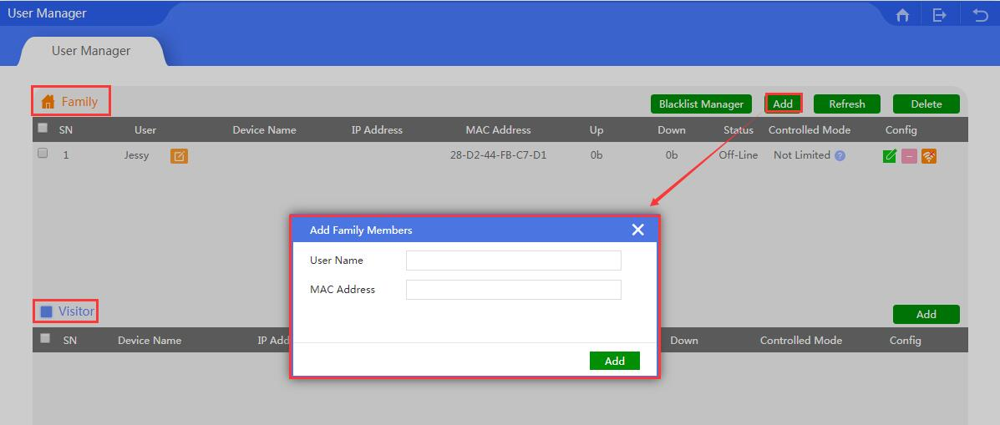 User Manager
User Manager
Family
Blacklist Manager Add Refresh Delete
SN User Device Name IP Address MAC Address Up Down Status Controlled Mode Config
1 Jessy 28-D2-44-FB-C7-D1 0b 0b Off-Line Not Limited ?
Add Family Members
User Name
MAC Address
Add
Visitor
Add
SN Device Name IP Add Down Controlled Mode Config